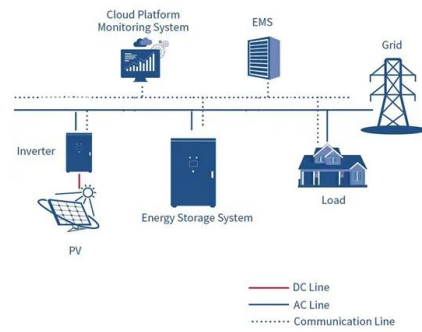 Cloud Platform
Monitoring System
EMS
Grid
Inverter
Energy Storage System
Load
PV
DC Line
AC Line
Communication Line